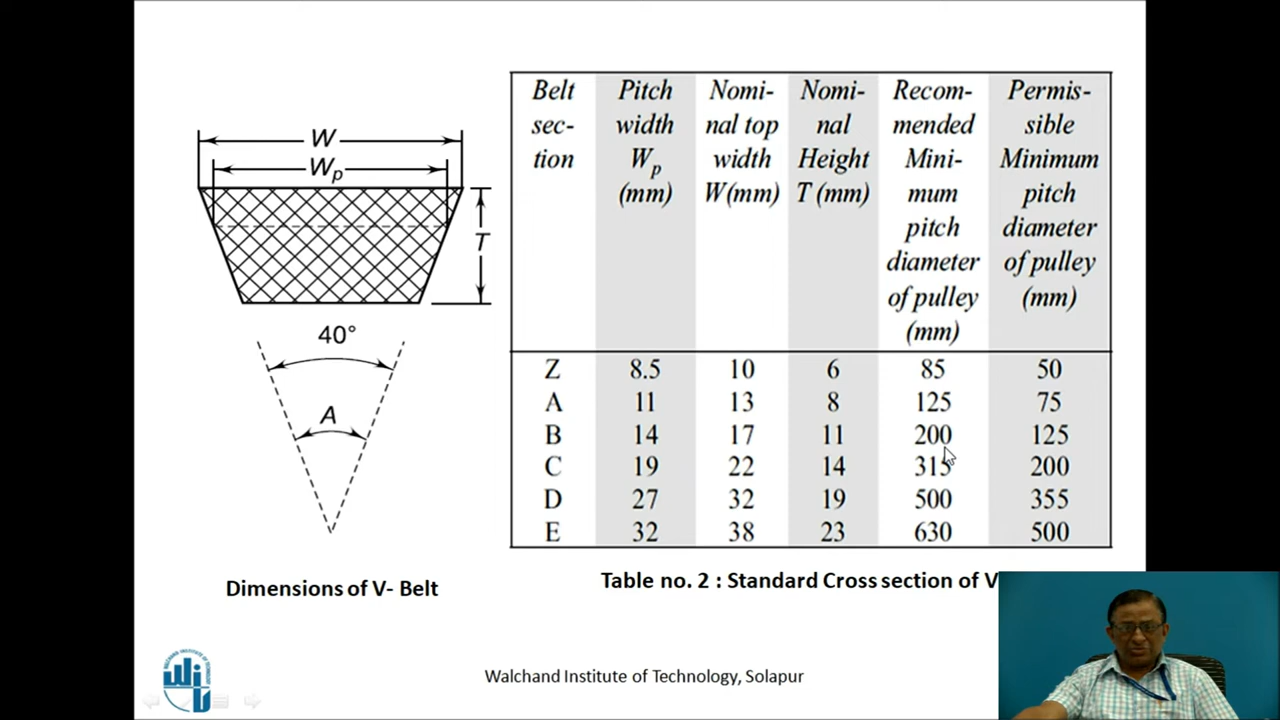 W
Wp
T
40°
A
Dimensions of V- Belt
Belt sec- tion | Pitch width Wp (mm) | Nomi- nal top width W(mm) | Nomi- nal Height T (mm) | Recom- mended Mini- mum pitch diameter of pulley (mm) | Permis- sible Minimum pitch diameter of pulley (mm)
Z 8.5 10 6 85 50
A 11 13 8 125 75
B 14 17 11 200 125
C 19 22 14 315 200
D 27 32 19 500 355
E 32 38 23 630 500
Table no. 2 : Standard Cross section of V
Walchand Institute of Technology, Solapur